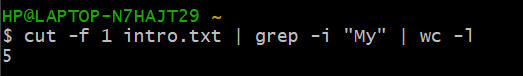 HP@LAPTOP-N7HAJT29 ~
$ cut -f 1 intro.txt | grep -i "My" | wc -l
5